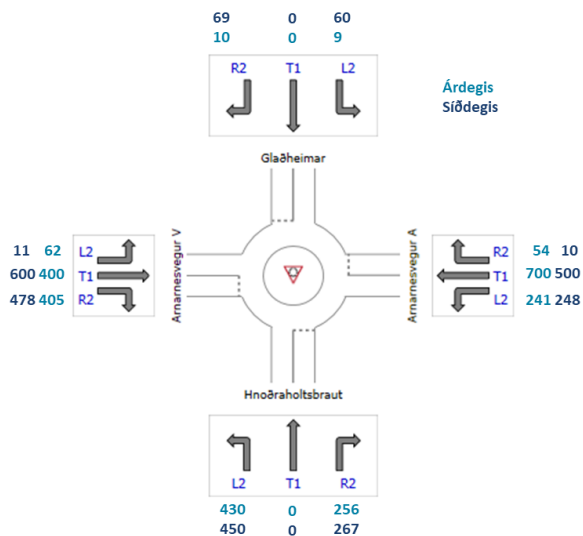 69 0 60
10 0 9
R2 T1 L2
Árdegis
Síðdegis
Glaðheimar
Arnarnesvegur V
Arnarnesvegur A
11 62 L2
600 400 T1
478 405 R2
R2 54 10
T1 700 500
L2 241 248
Hnoðraholtsbraut
L2 T1 R2
430 0 256
450 0 267